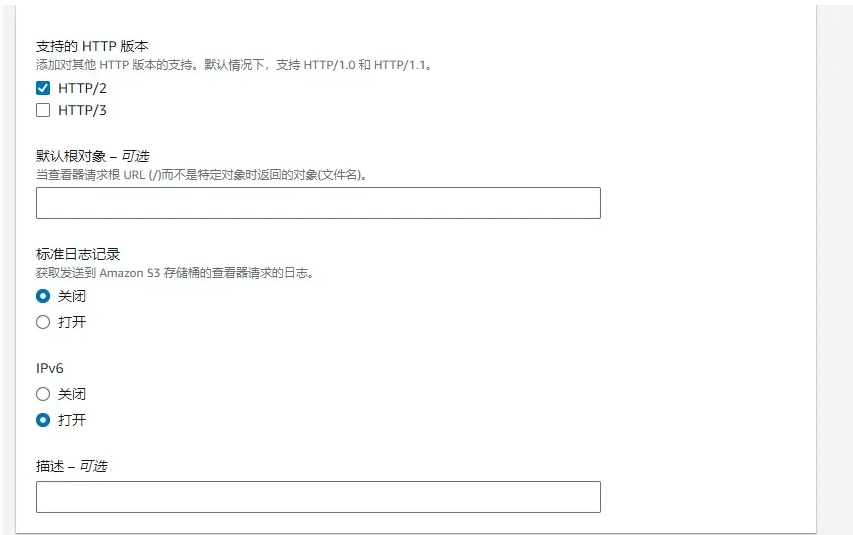 支持的 HTTP 版本
添加对其他 HTTP 版本的支持。默认情况下，支持 HTTP/1.0 和 HTTP/1.1。
HTTP/2
HTTP/3
默认根对象 – 可选
当查看器请求根 URL (/)而不是特定对象时返回的对象(文件名)。
标准日志记录
获取发送到 Amazon S3 存储桶的查看器请求的日志。
关闭
打开
IPv6
关闭
打开
描述 – 可选